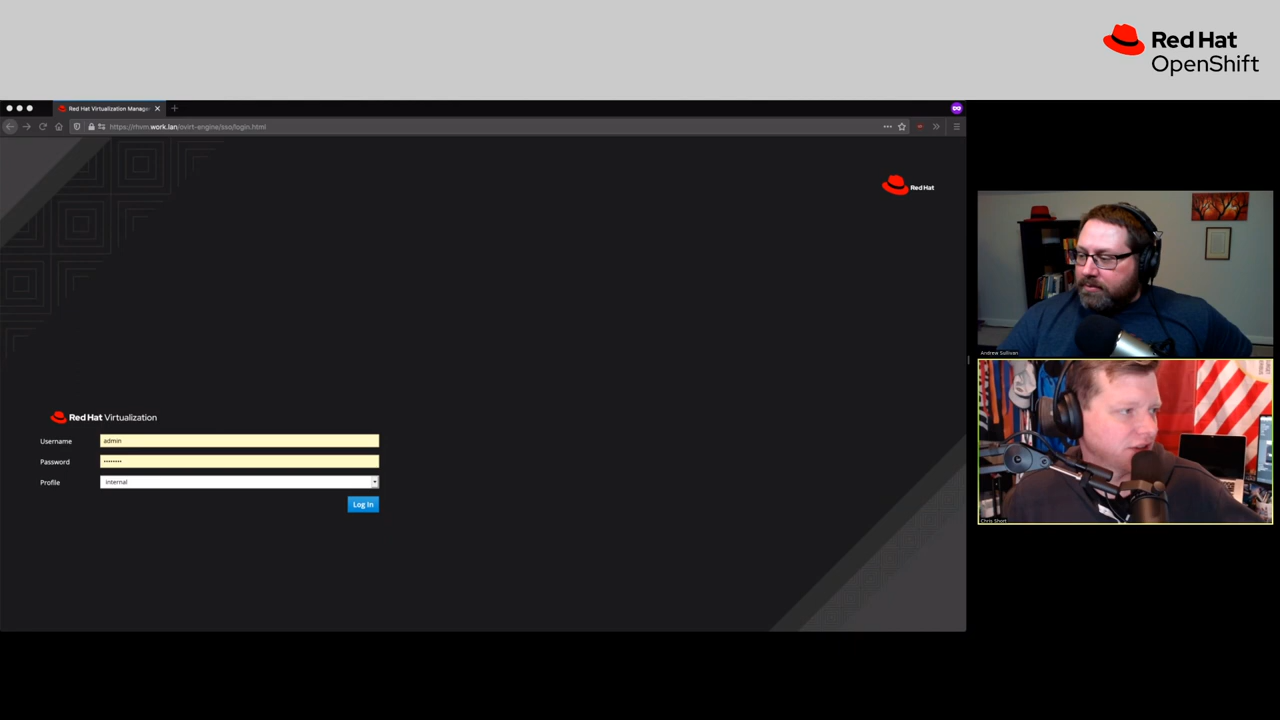 Red Hat
OpenShift
Red Hat Virtualization Manage
https://rhvm.work.lan/ovirt-engine/sso/login.html
Red Hat
Red Hat Virtualization
Username
admin
Password
••••••••
Profile
internal
Log In
Andrew Sullivan
Chris Short